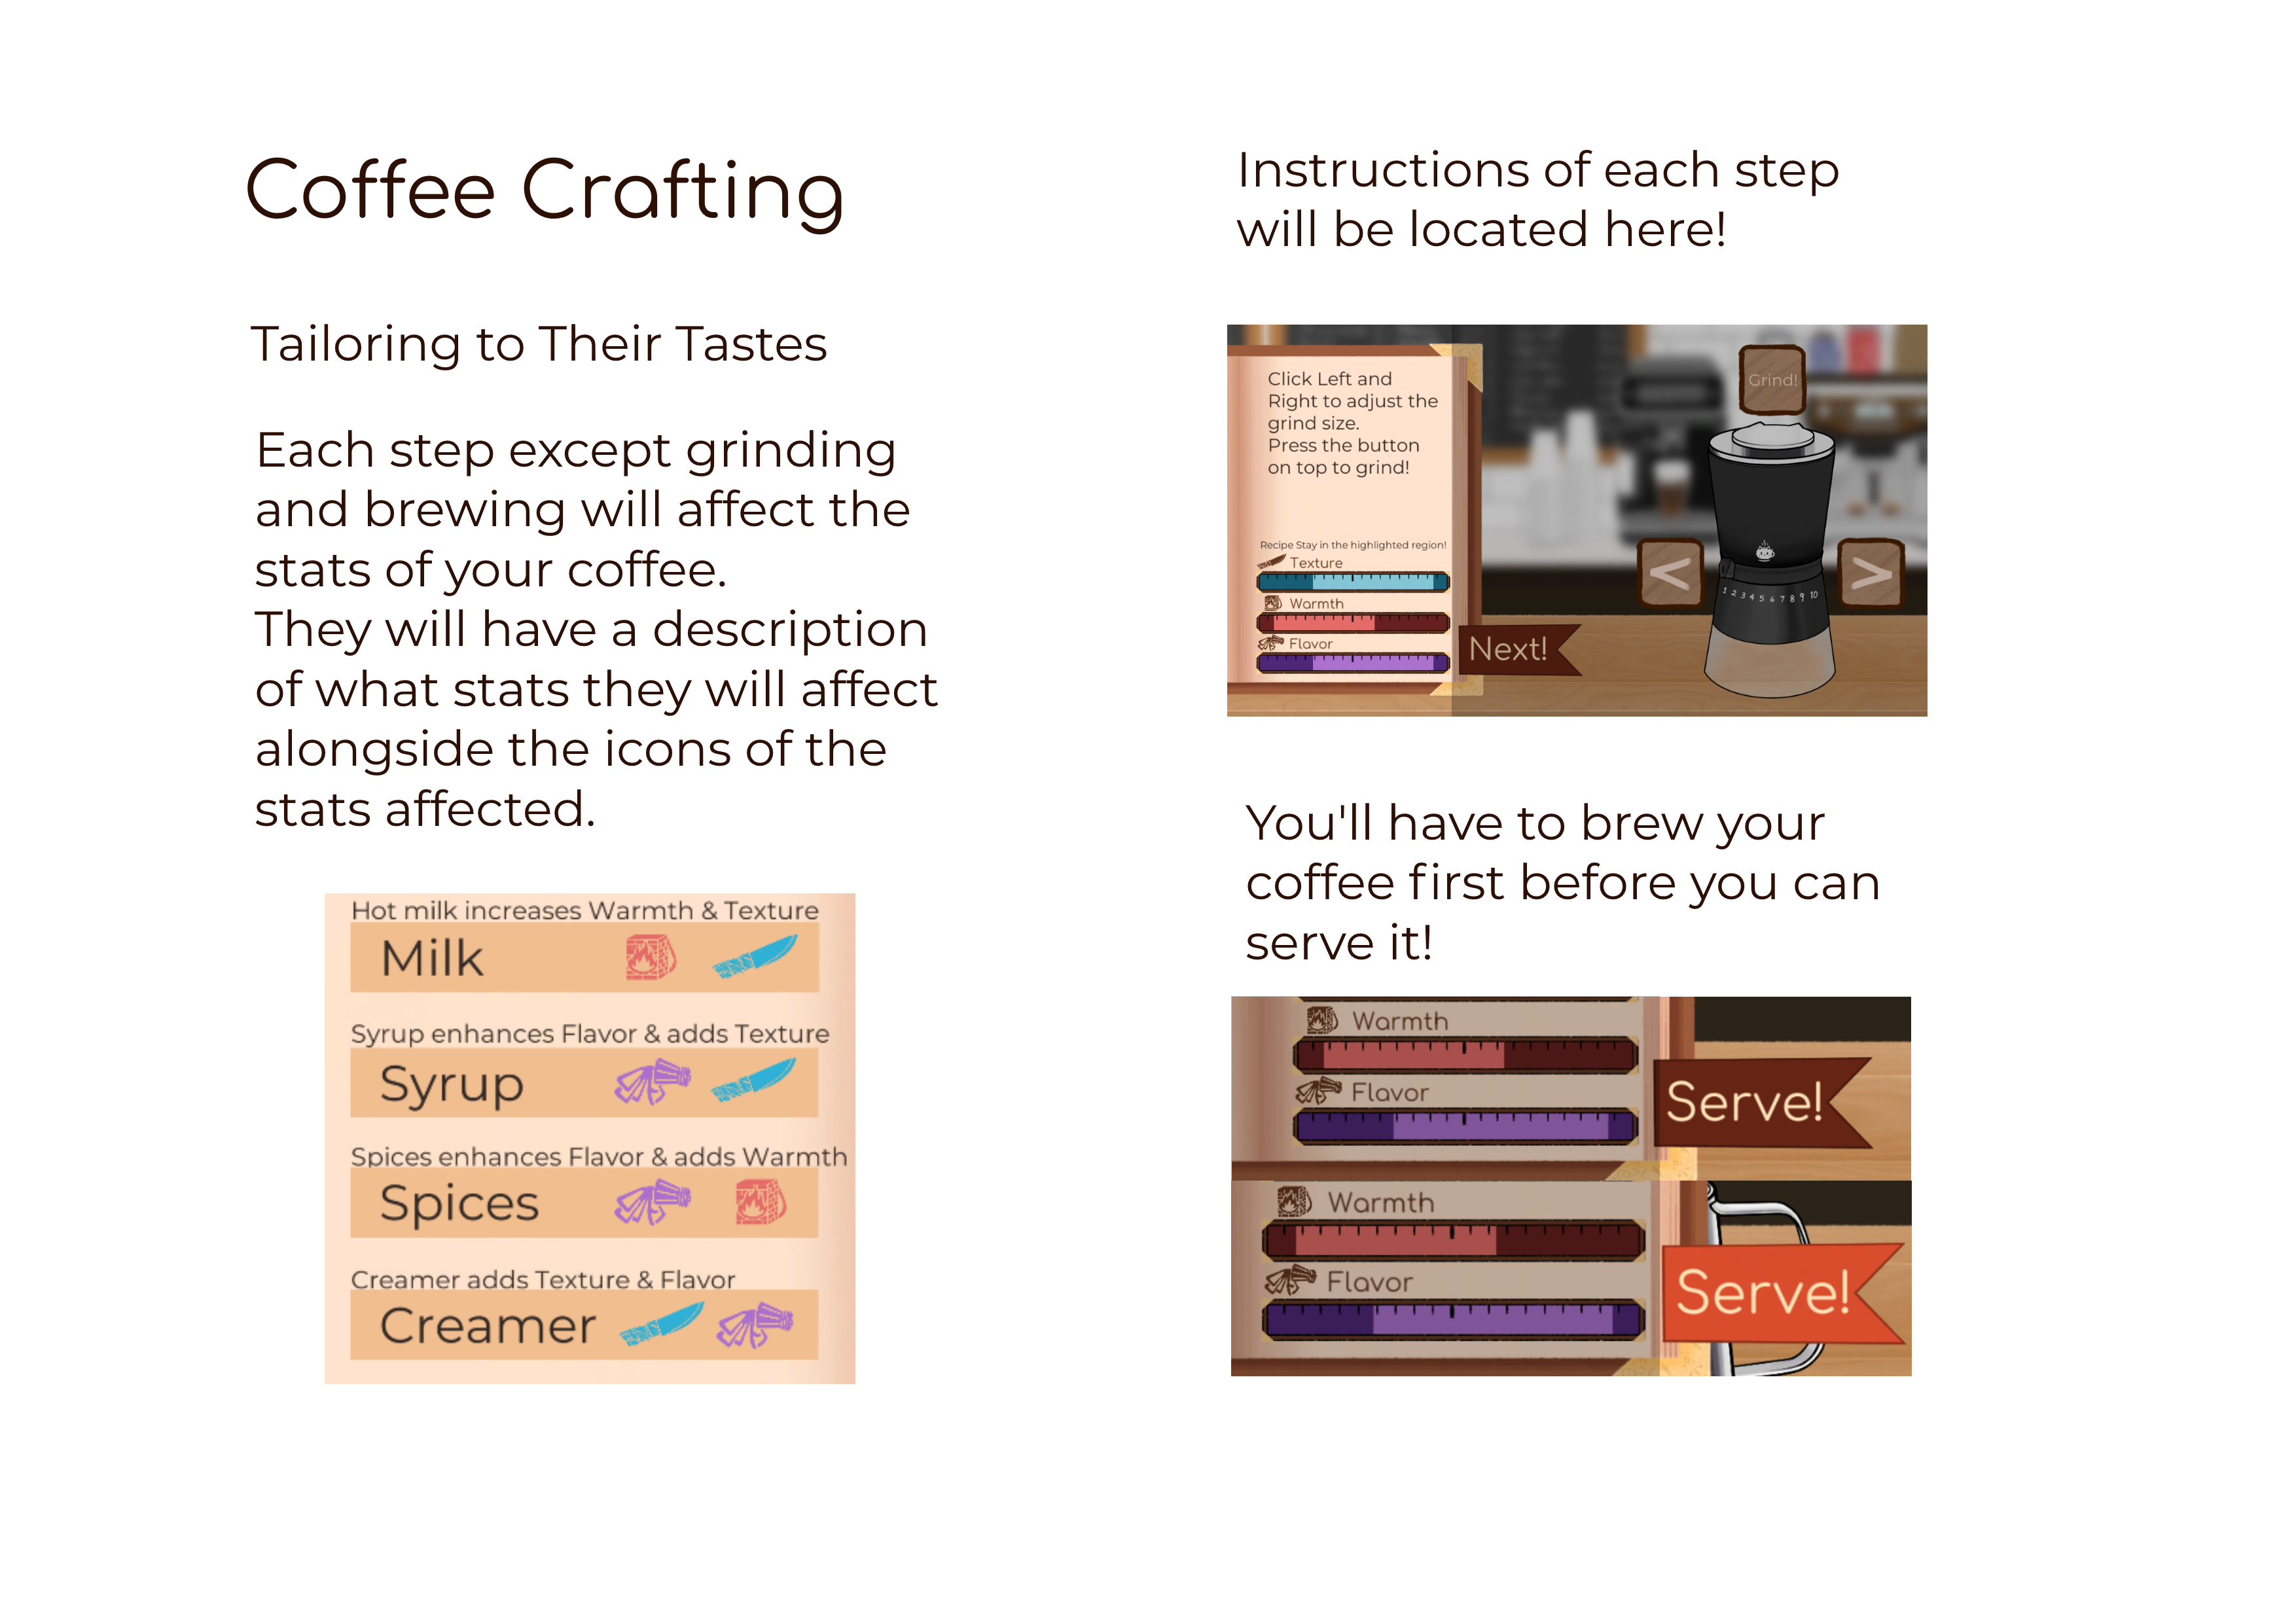 Coffee Crafting
Tailoring to Their Tastes
Each step except grinding
and brewing will affect the
stats of your coffee.
They will have a description
of what stats they will affect
alongside the icons of the
stats affected.
Hot milk increases Warmth & Texture
Milk
Syrup enhances Flavor & adds Texture
Syrup
Spices enhances Flavor & adds Warmth
Spices
Creamer adds Texture & Flavor
Creamer
Instructions of each step
will be located here!
Click Left and
Right to adjust the
grind size.
Press the button
on top to grind!
Recipe Stay in the highlighted region!
Texture
Warmth
Flavor
Next!
Grind!
<
>
1 2 3 4 5 6 7 8 9 10
You'll have to brew your
coffee first before you can
serve it!
Warmth
Flavor
Serve!
Warmth
Flavor
Serve!